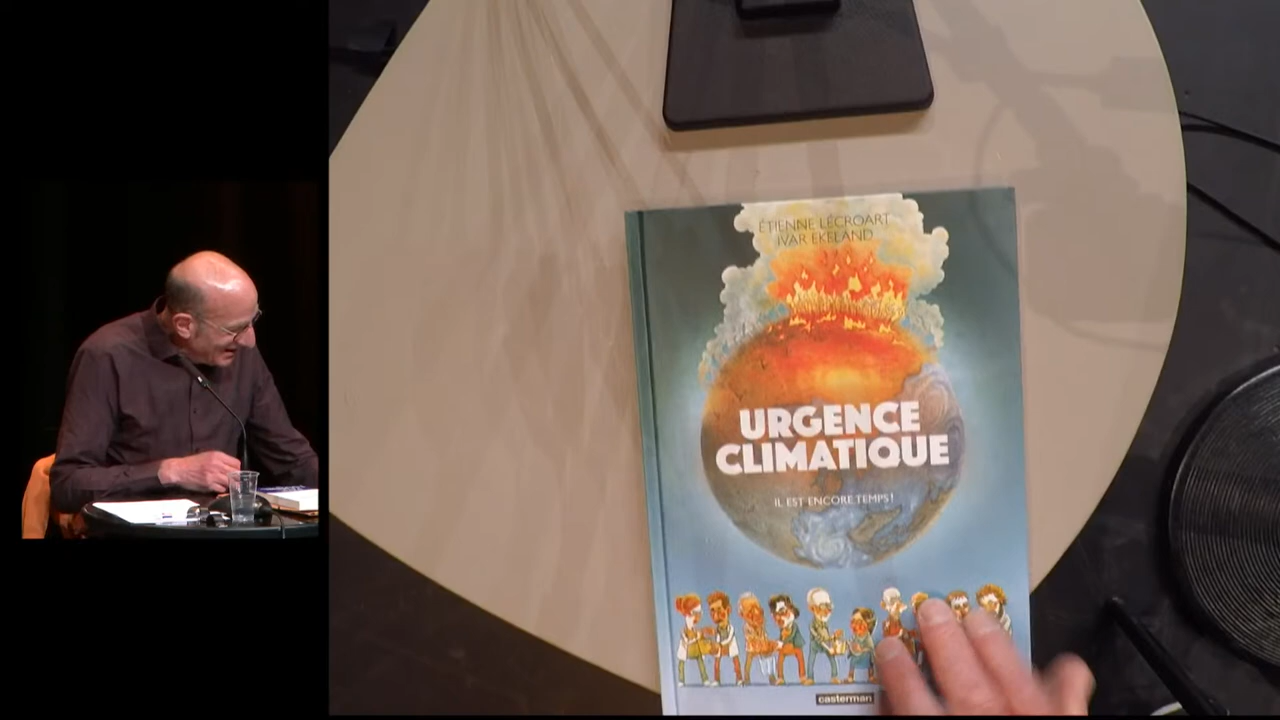 ÉTIENNE LÉCROART
IVAR EKELAND
URGENCE
CLIMATIQUE
IL EST ENCORE TEMPS !
casterman